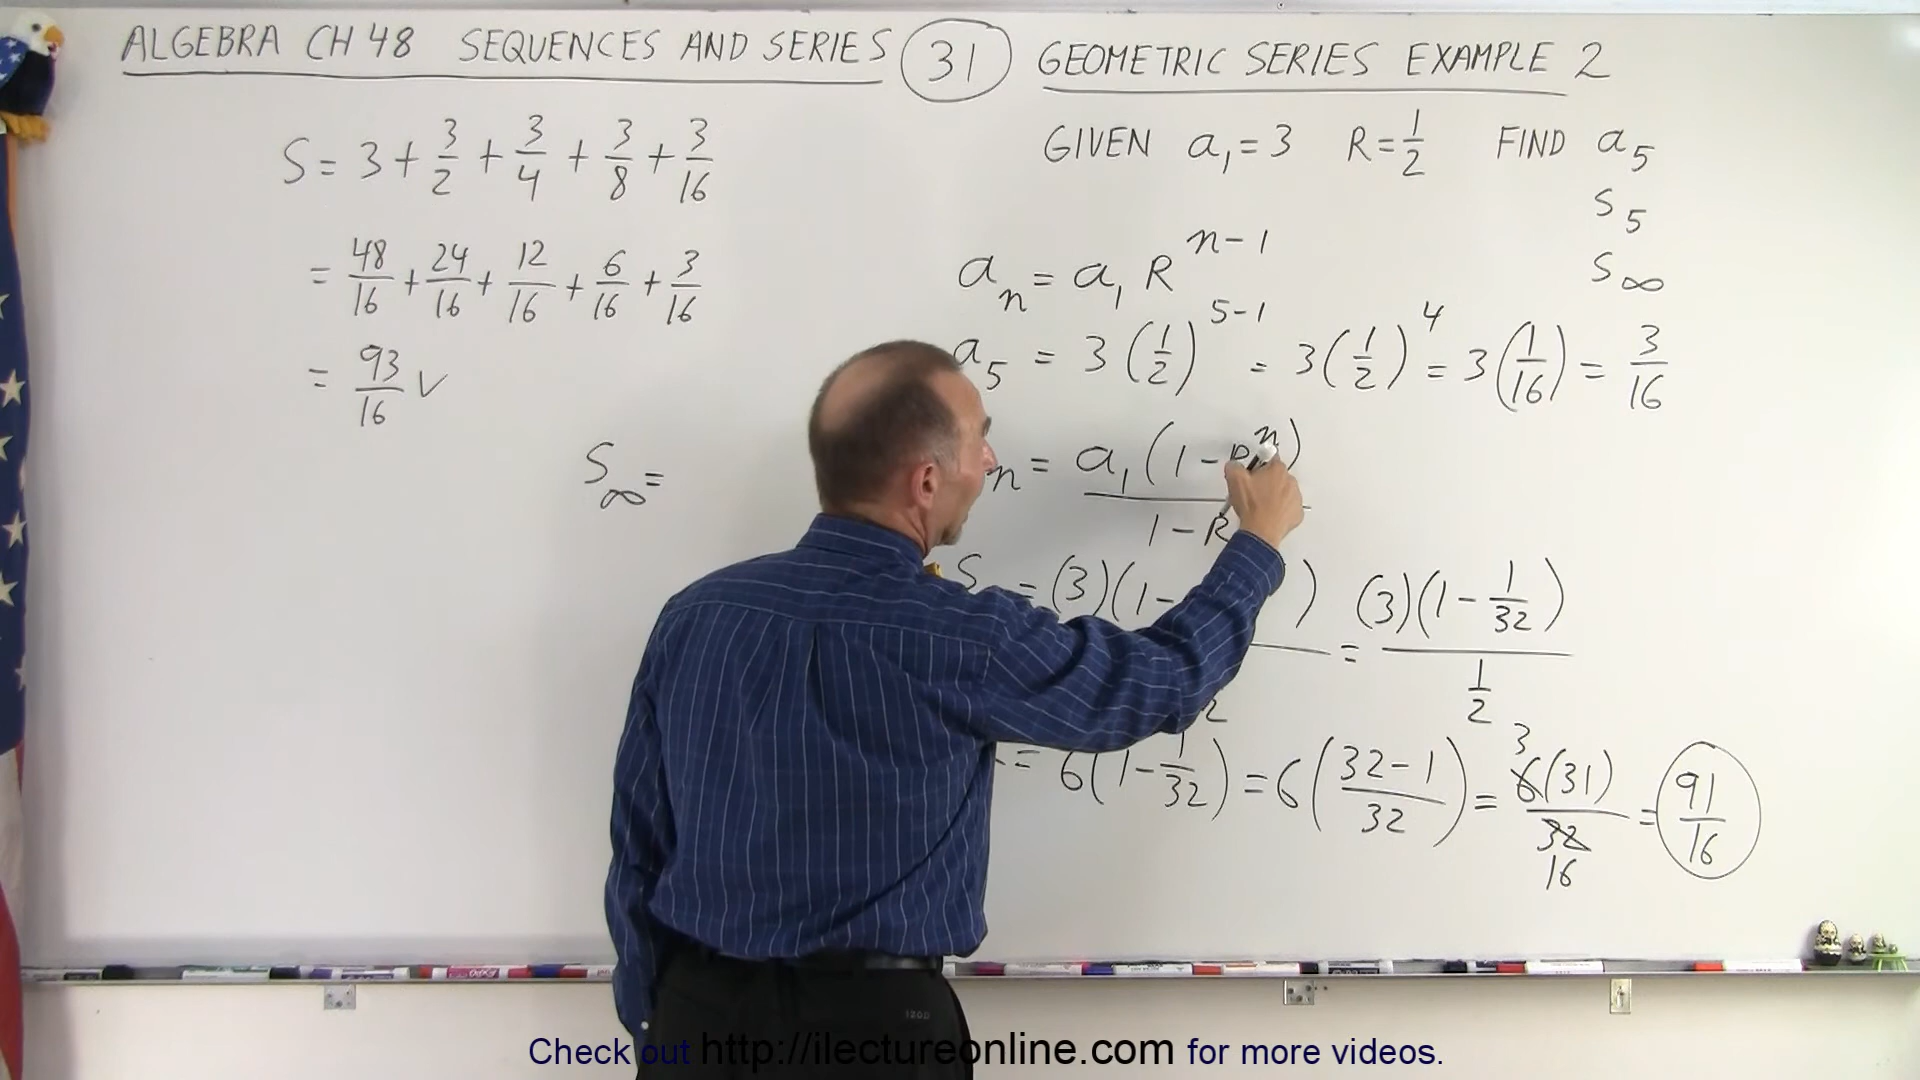 ALGEBRA CH 48 SEQUENCES AND SERIES 31 GEOMETRIC SERIES EXAMPLE 2
S = 3 + 3/2 + 3/4 + 3/8 + 3/16
= 48/16 + 24/16 + 12/16 + 6/16 + 3/16
= 93/16 √
S∞ =
GIVEN a₁ = 3 R = 1/2 FIND a₅
S₅
S∞
aₙ = a₁ R^(n-1)
a₅ = 3 (1/2)^(5-1) = 3 (1/2)^4 = 3 (1/16) = 3/16
n = a₁ (1 - R^n) / 1 - R
S = (3)(1 - ) / 2 = (3)(1 - 1/32) / 1/2
= 6 (1 - 1/32) = 6 (32 - 1 / 32) = 3 6(31) / 32 16 = 91/16
IZOD
Check out http://ilectureonline.com for more videos.